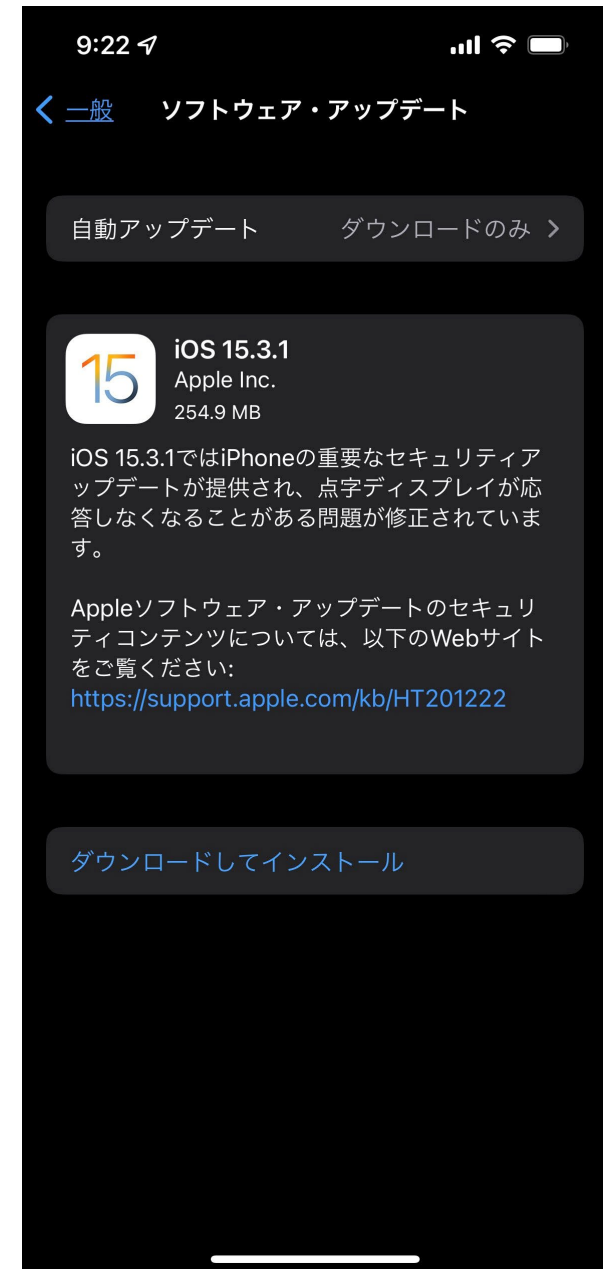 9:22
一般 ソフトウェア・アップデート
自動アップデート ダウンロードのみ
15
iOS 15.3.1
Apple Inc.
254.9 MB
iOS 15.3.1ではiPhoneの重要なセキュリティア
ップデートが提供され、点字ディスプレイが応
答しなくなることがある問題が修正されていま
す。
Appleソフトウェア・アップデートのセキュリ
ティコンテンツについては、以下のWebサイト
をご覧ください:
https://support.apple.com/kb/HT201222
ダウンロードしてインストール